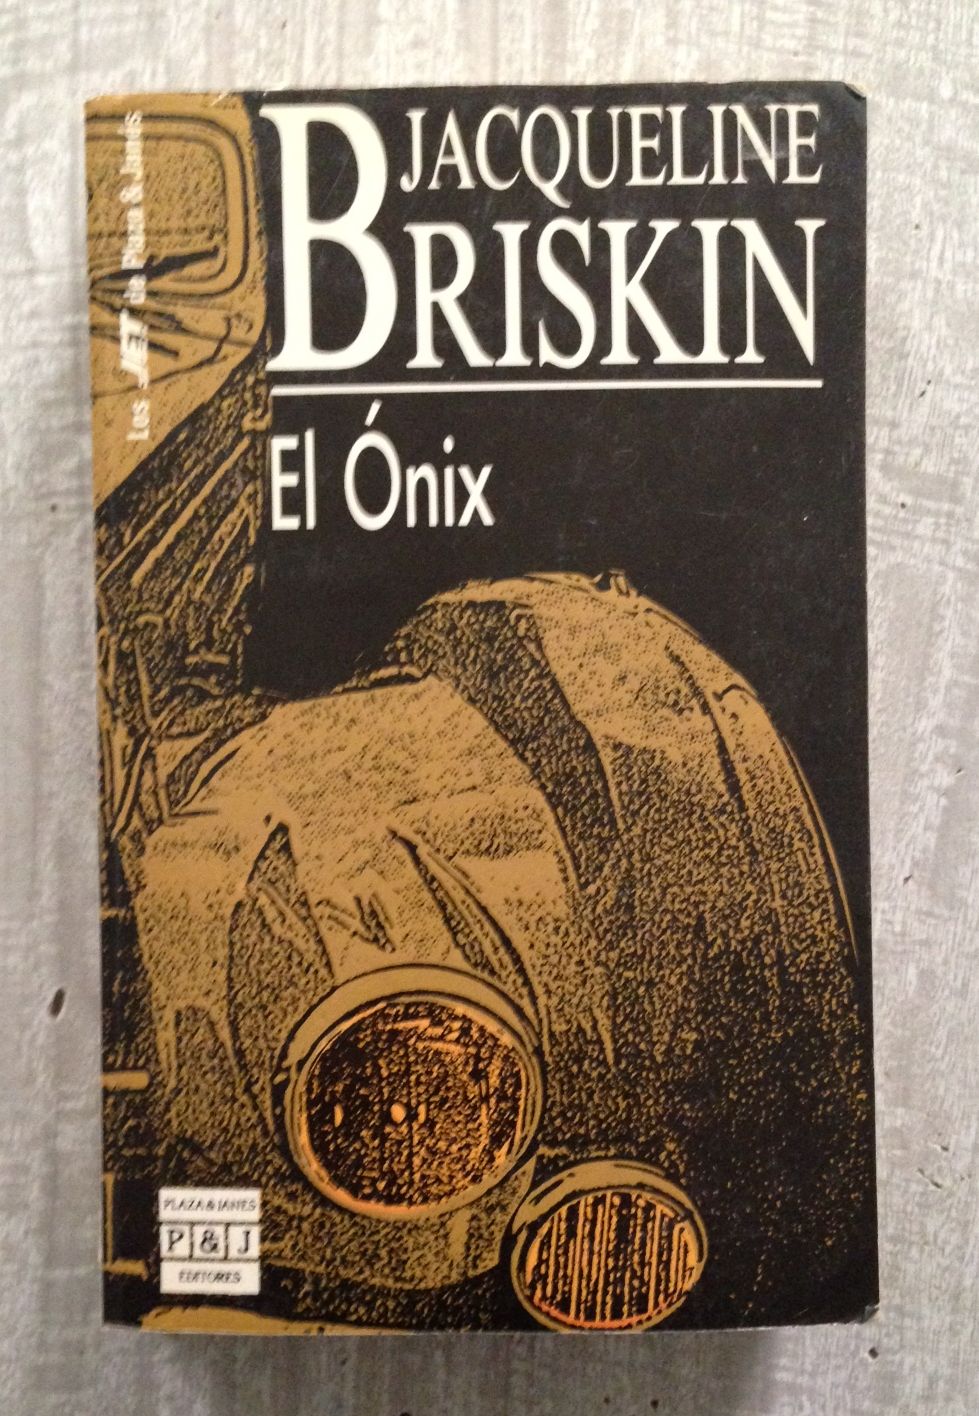 JACQUELINE
BRISKIN
El Ónix
Los JET de Plaza & Janés
PLAZA & JANES
P & J
EDITORES